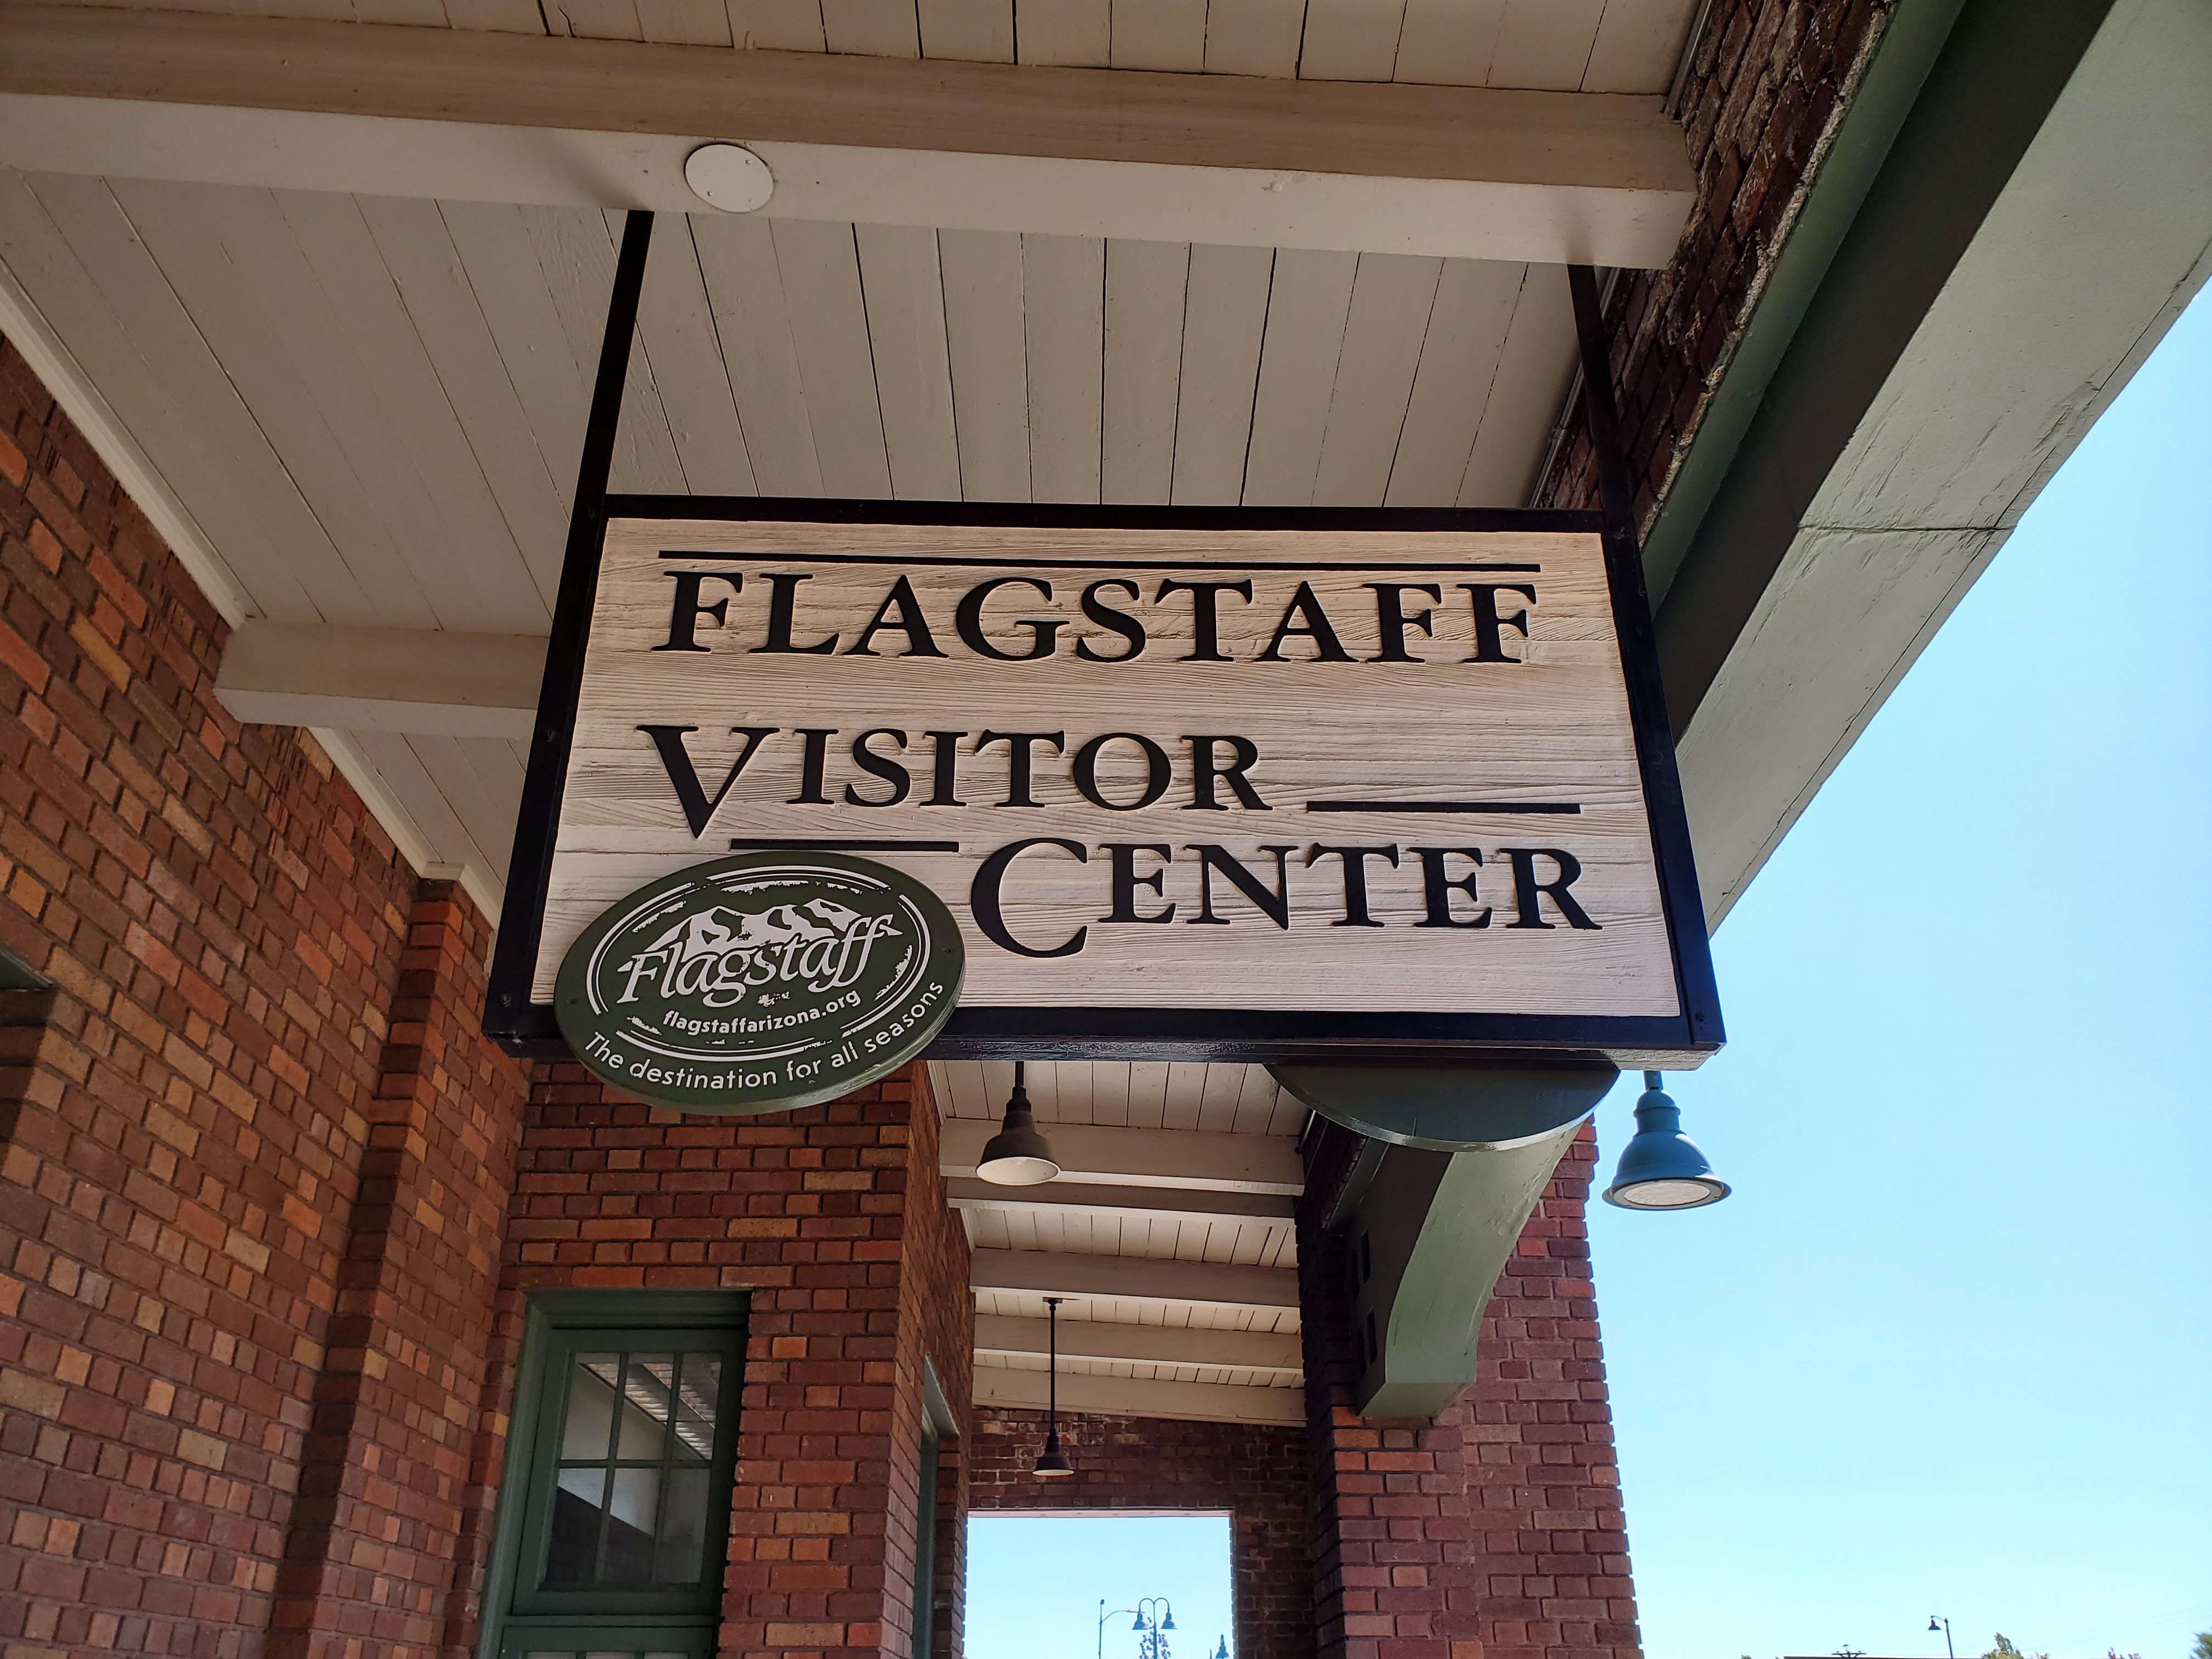 FLAGSTAFF
VISITOR
CENTER
Flagstaff
flagstaffarizona.org
The destination for all seasons